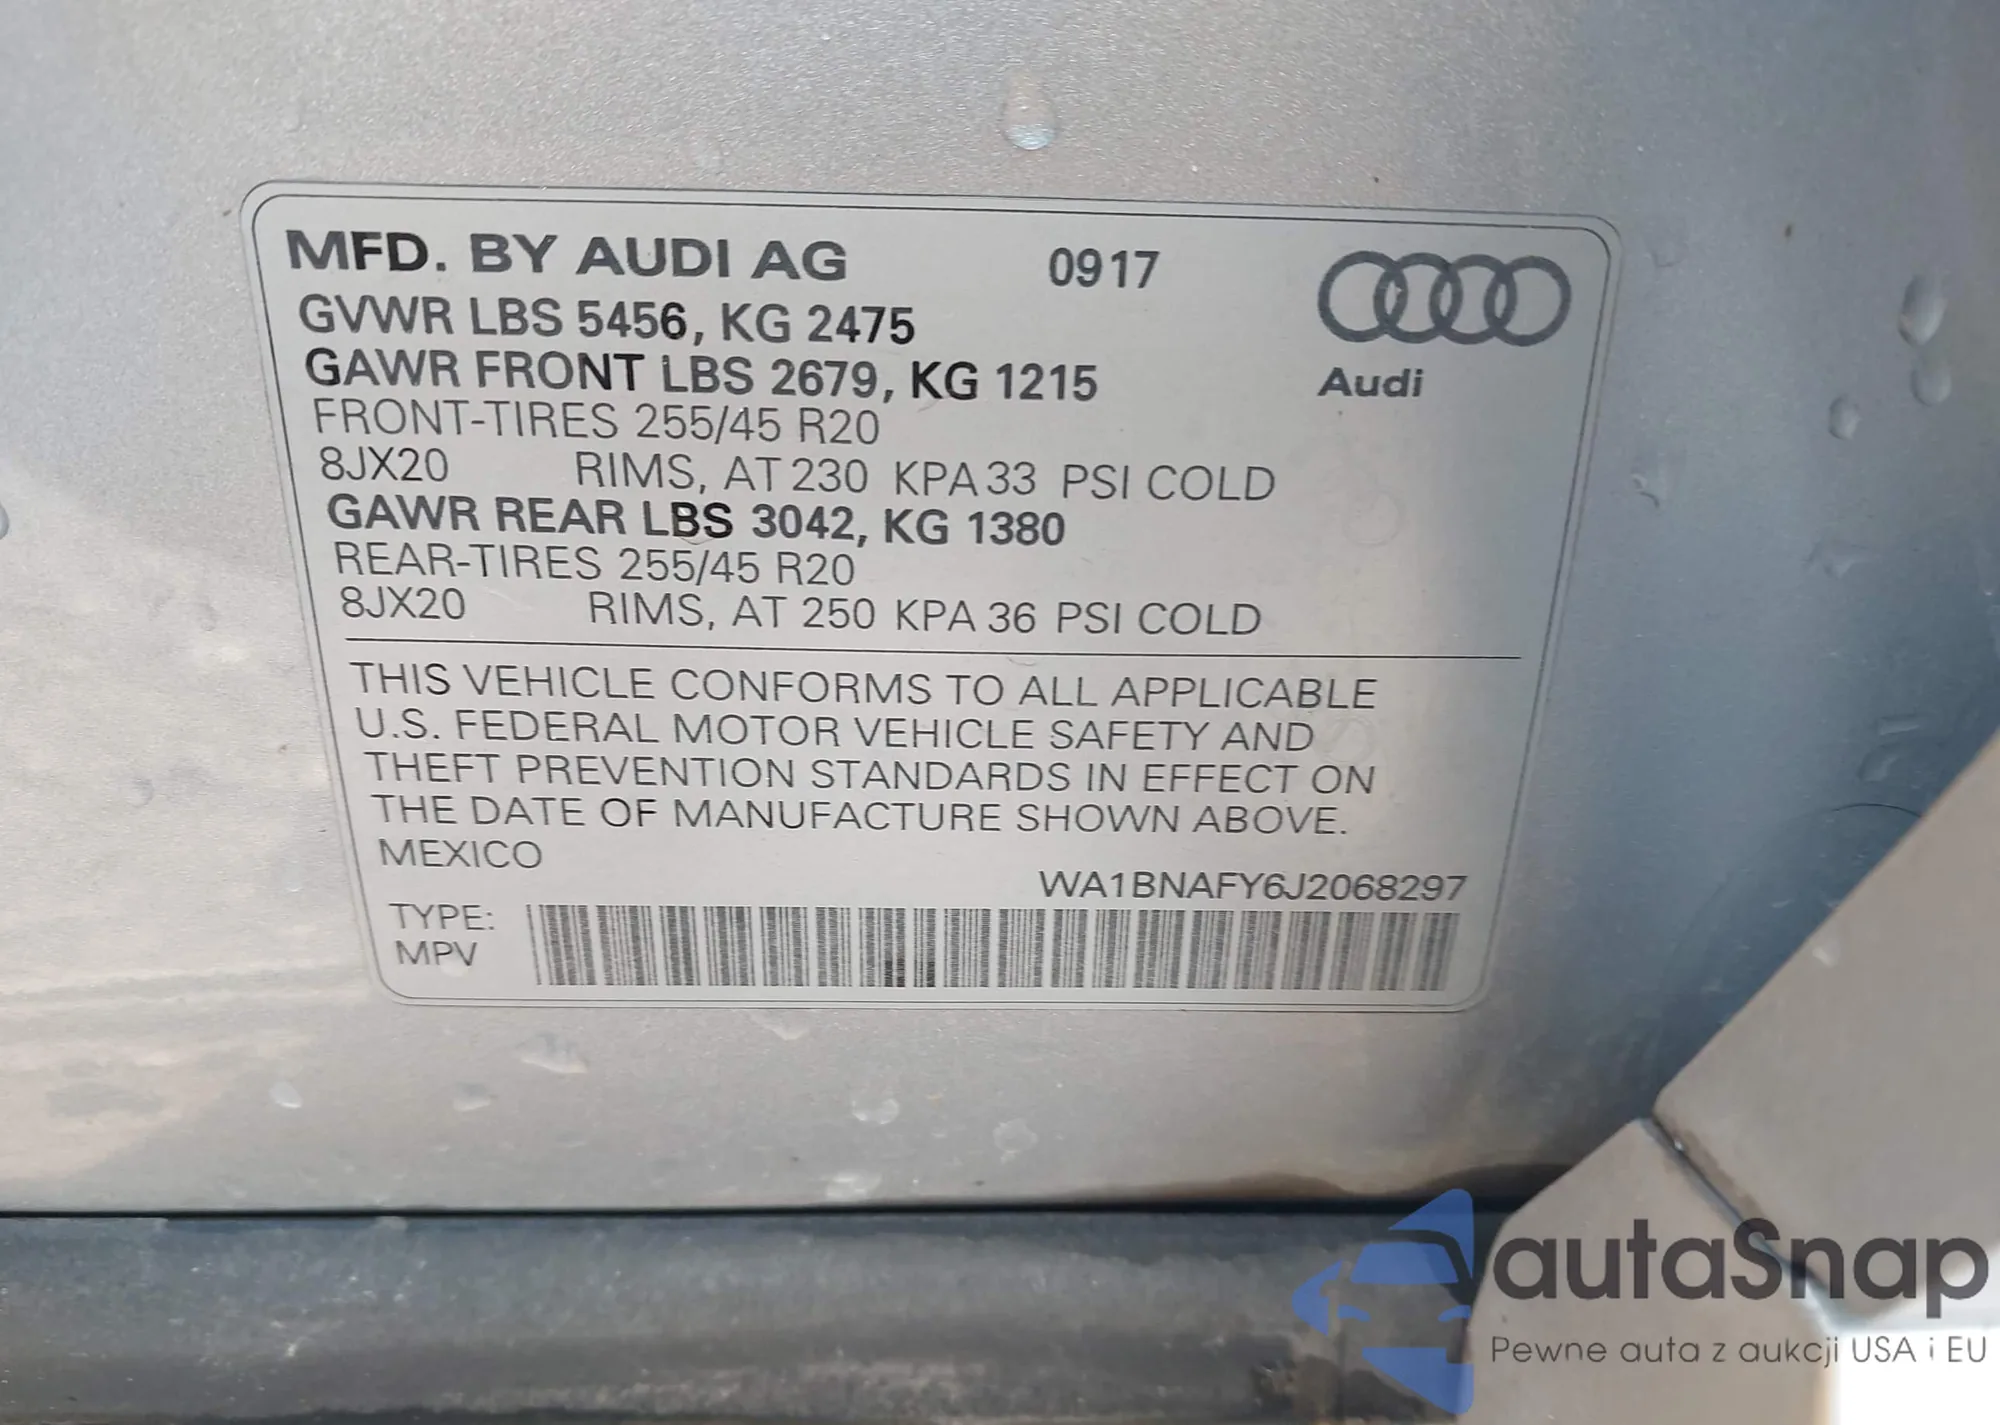 MFD. BY AUDI AG 0917
GVWR LBS 5456, KG 2475
GAWR FRONT LBS 2679, KG 1215
Audi
FRONT-TIRES 255/45 R20
8JX20 RIMS, AT 230 KPA 33 PSI COLD
GAWR REAR LBS 3042, KG 1380
REAR-TIRES 255/45 R20
8JX20 RIMS, AT 250 KPA 36 PSI COLD
THIS VEHICLE CONFORMS TO ALL APPLICABLE
U.S. FEDERAL MOTOR VEHICLE SAFETY AND
THEFT PREVENTION STANDARDS IN EFFECT ON
THE DATE OF MANUFACTURE SHOWN ABOVE.
MEXICO
WA1BNAFY6J2068297
TYPE:
MPV
autaSnap
Pewne auta z aukcji USA i EU